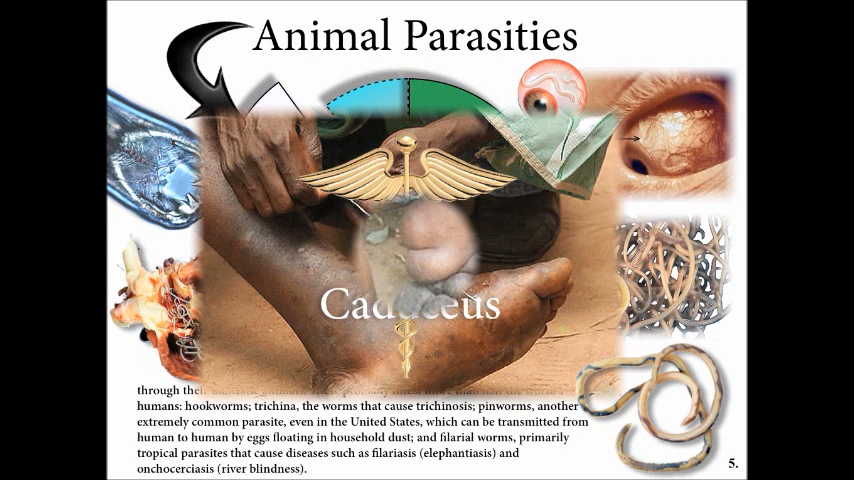 Animal Parasities
Caduceus
through their
humans: hookworms; trichina, the worms that cause trichinosis; pinworms, another
extremely common parasite, even in the United States, which can be transmitted from
human to human by eggs floating in household dust; and filarial worms, primarily
tropical parasites that cause diseases such as filariasis (elephantiasis) and
onchocerciasis (river blindness).
5.